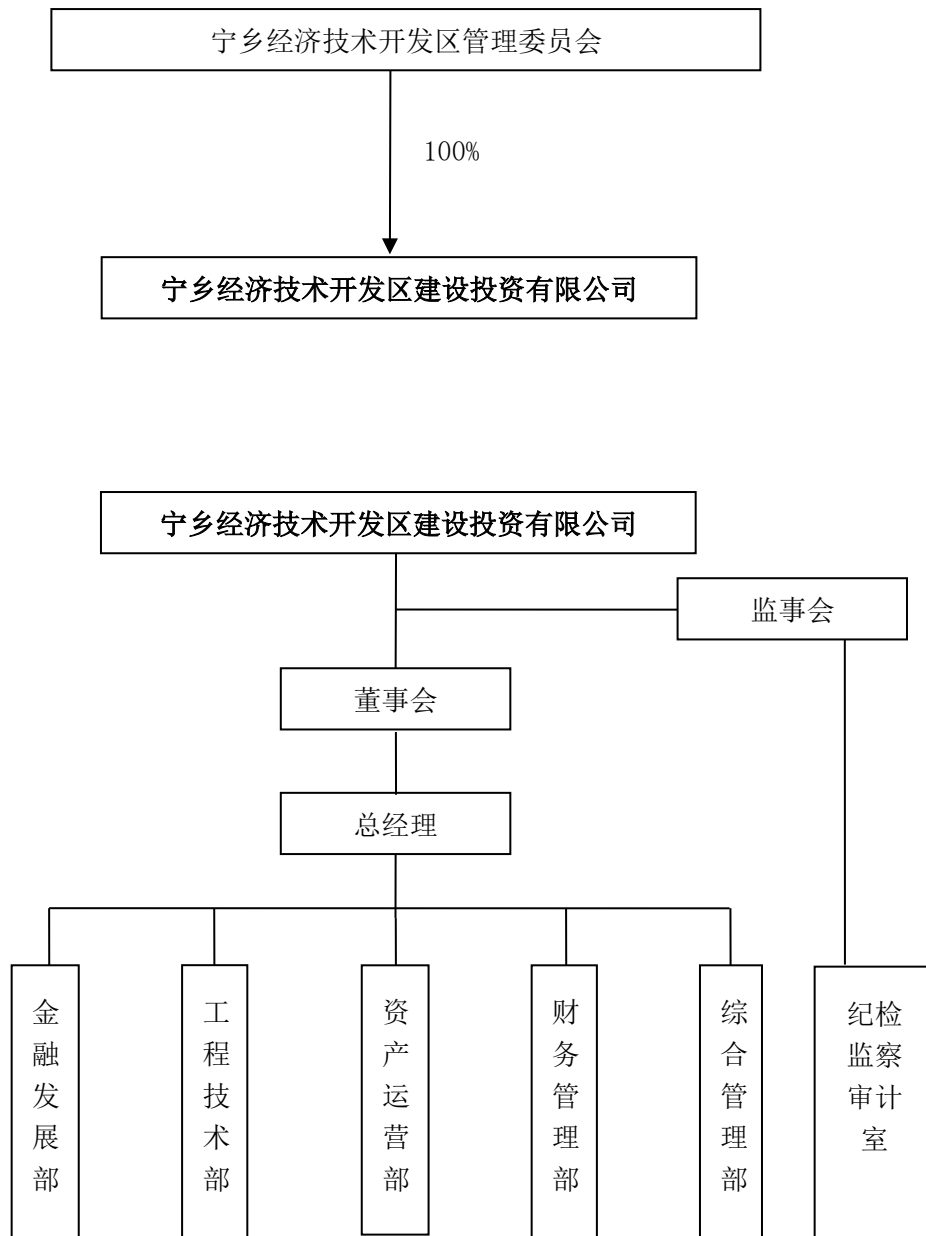 宁乡经济技术开发区管理委员会
100%
宁乡经济技术开发区建设投资有限公司
宁乡经济技术开发区建设投资有限公司
监事会
董事会
总经理
金融发展部
工程技术部
资产运营部
财务管理部
综合管理部
纪检
监察
审计
室